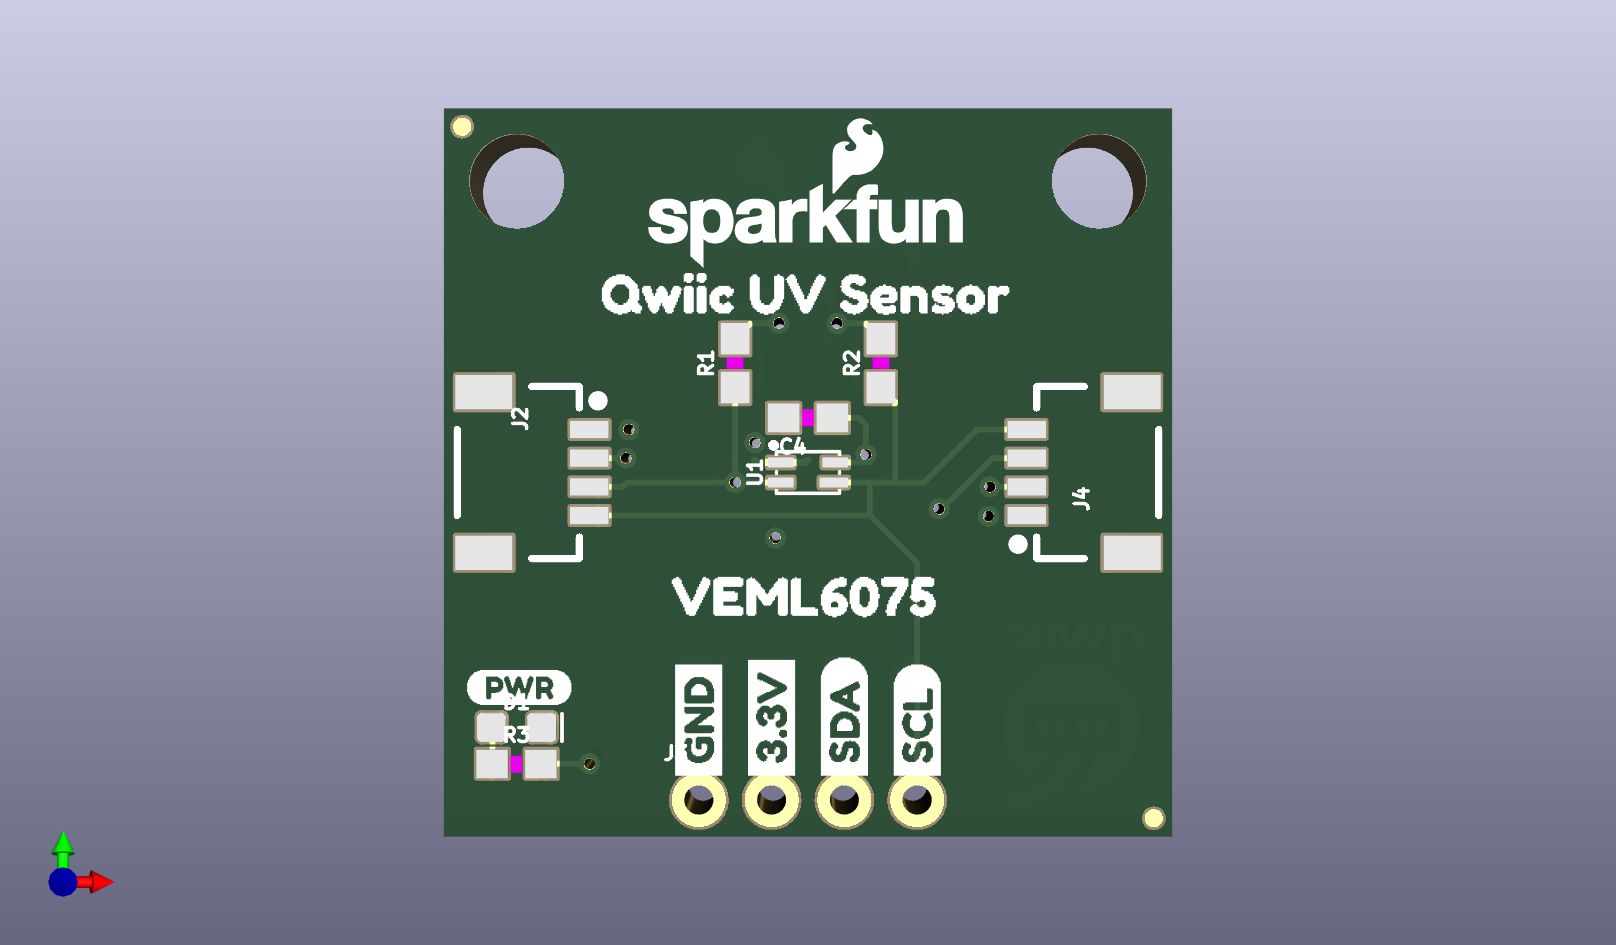 sparkfun
Qwiic UV Sensor
R1
R2
J2
C4
U1
J4
VEML6075
PWR
D1
R3
GND
3.3V
SDA
SCL
qwiic